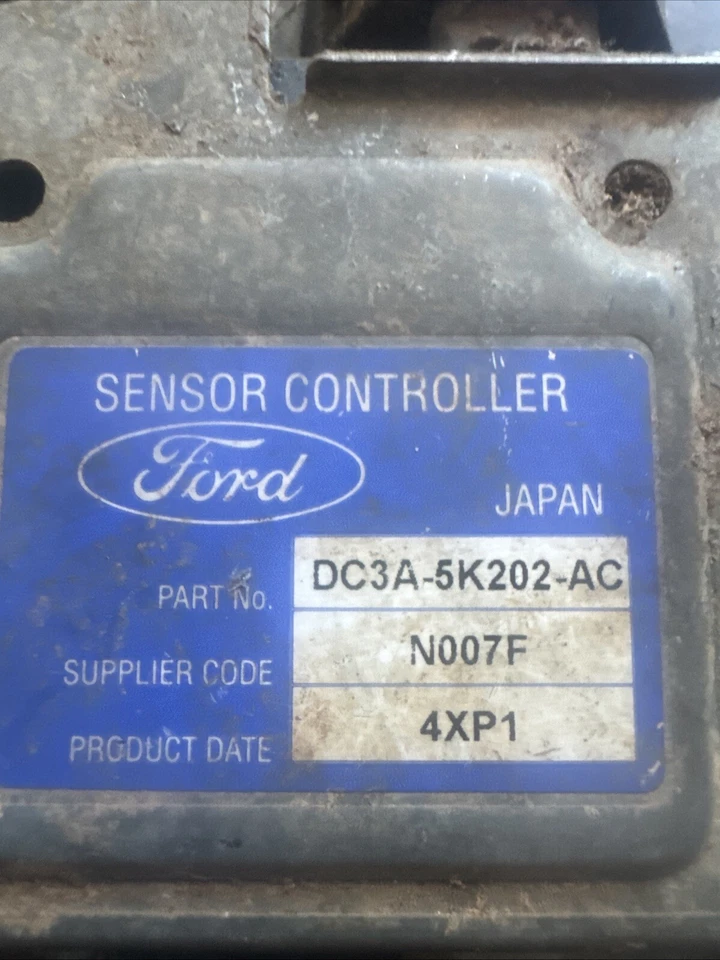 SENSOR CONTROLLER
Ford
JAPAN
PART No. DC3A-5K202-AC
SUPPLIER CODE N007F
PRODUCT DATE 4XP1